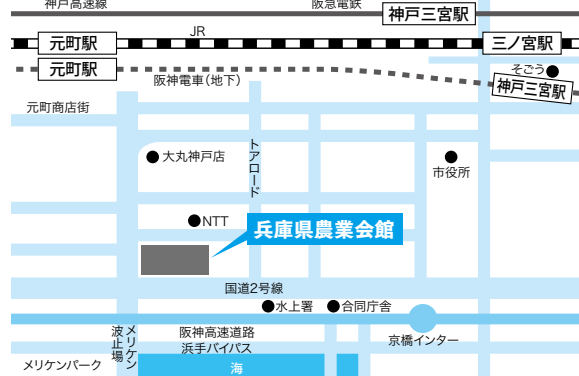 神戸高速線
阪急電鉄
神戸三宮駅
JR
元町駅
三ノ宮駅
元町駅
阪神電車(地下)
そごう
神戸三宮駅
元町商店街
大丸神戸店
トアロード
市役所
NTT
兵庫県農業会館
国道2号線
水上署
合同庁舎
メリケン
波止場
阪神高速道路
浜手バイパス
京橋インター
メリケンパーク
海